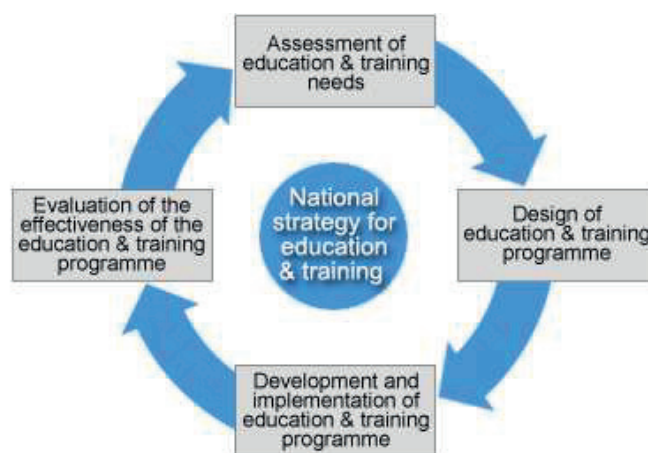 Assessment of
education & training
needs
Evaluation of the
effectiveness of the
education & training
programme
National
strategy for
education
& training
Design of
education & training
programme
Development and
implementation of
education & training
programme